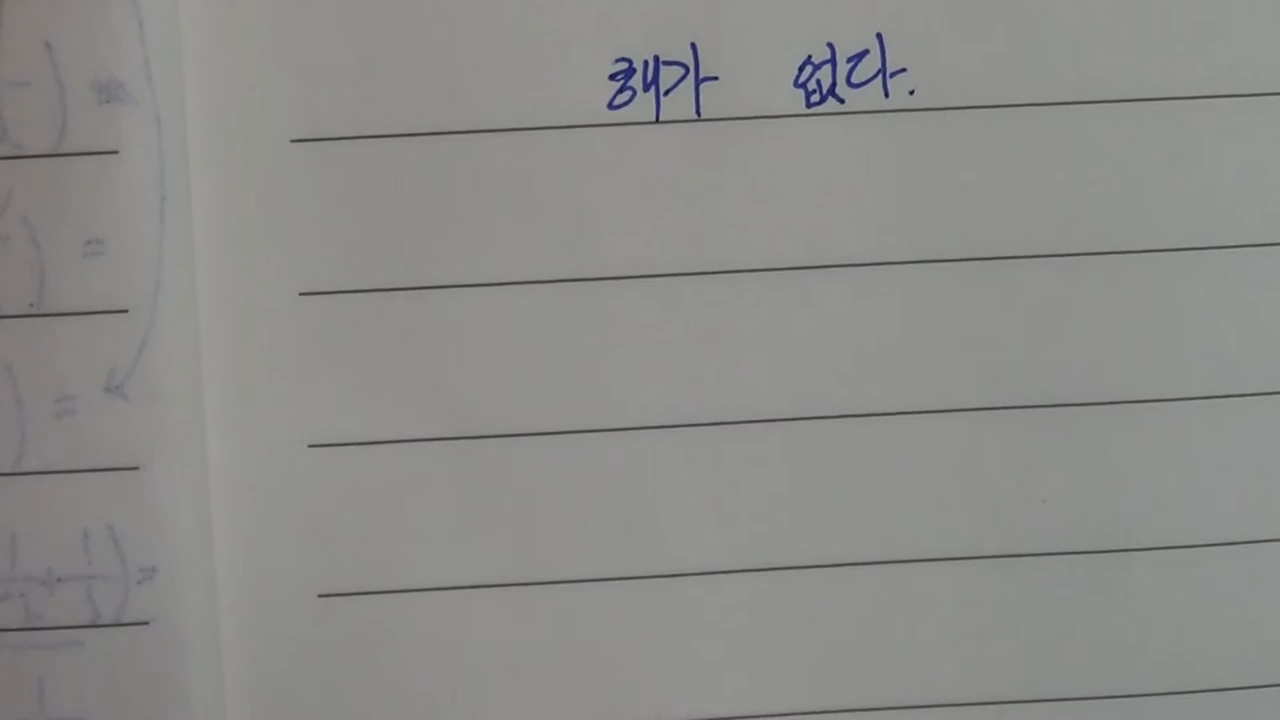 해가 없다.
) =
) =
) =